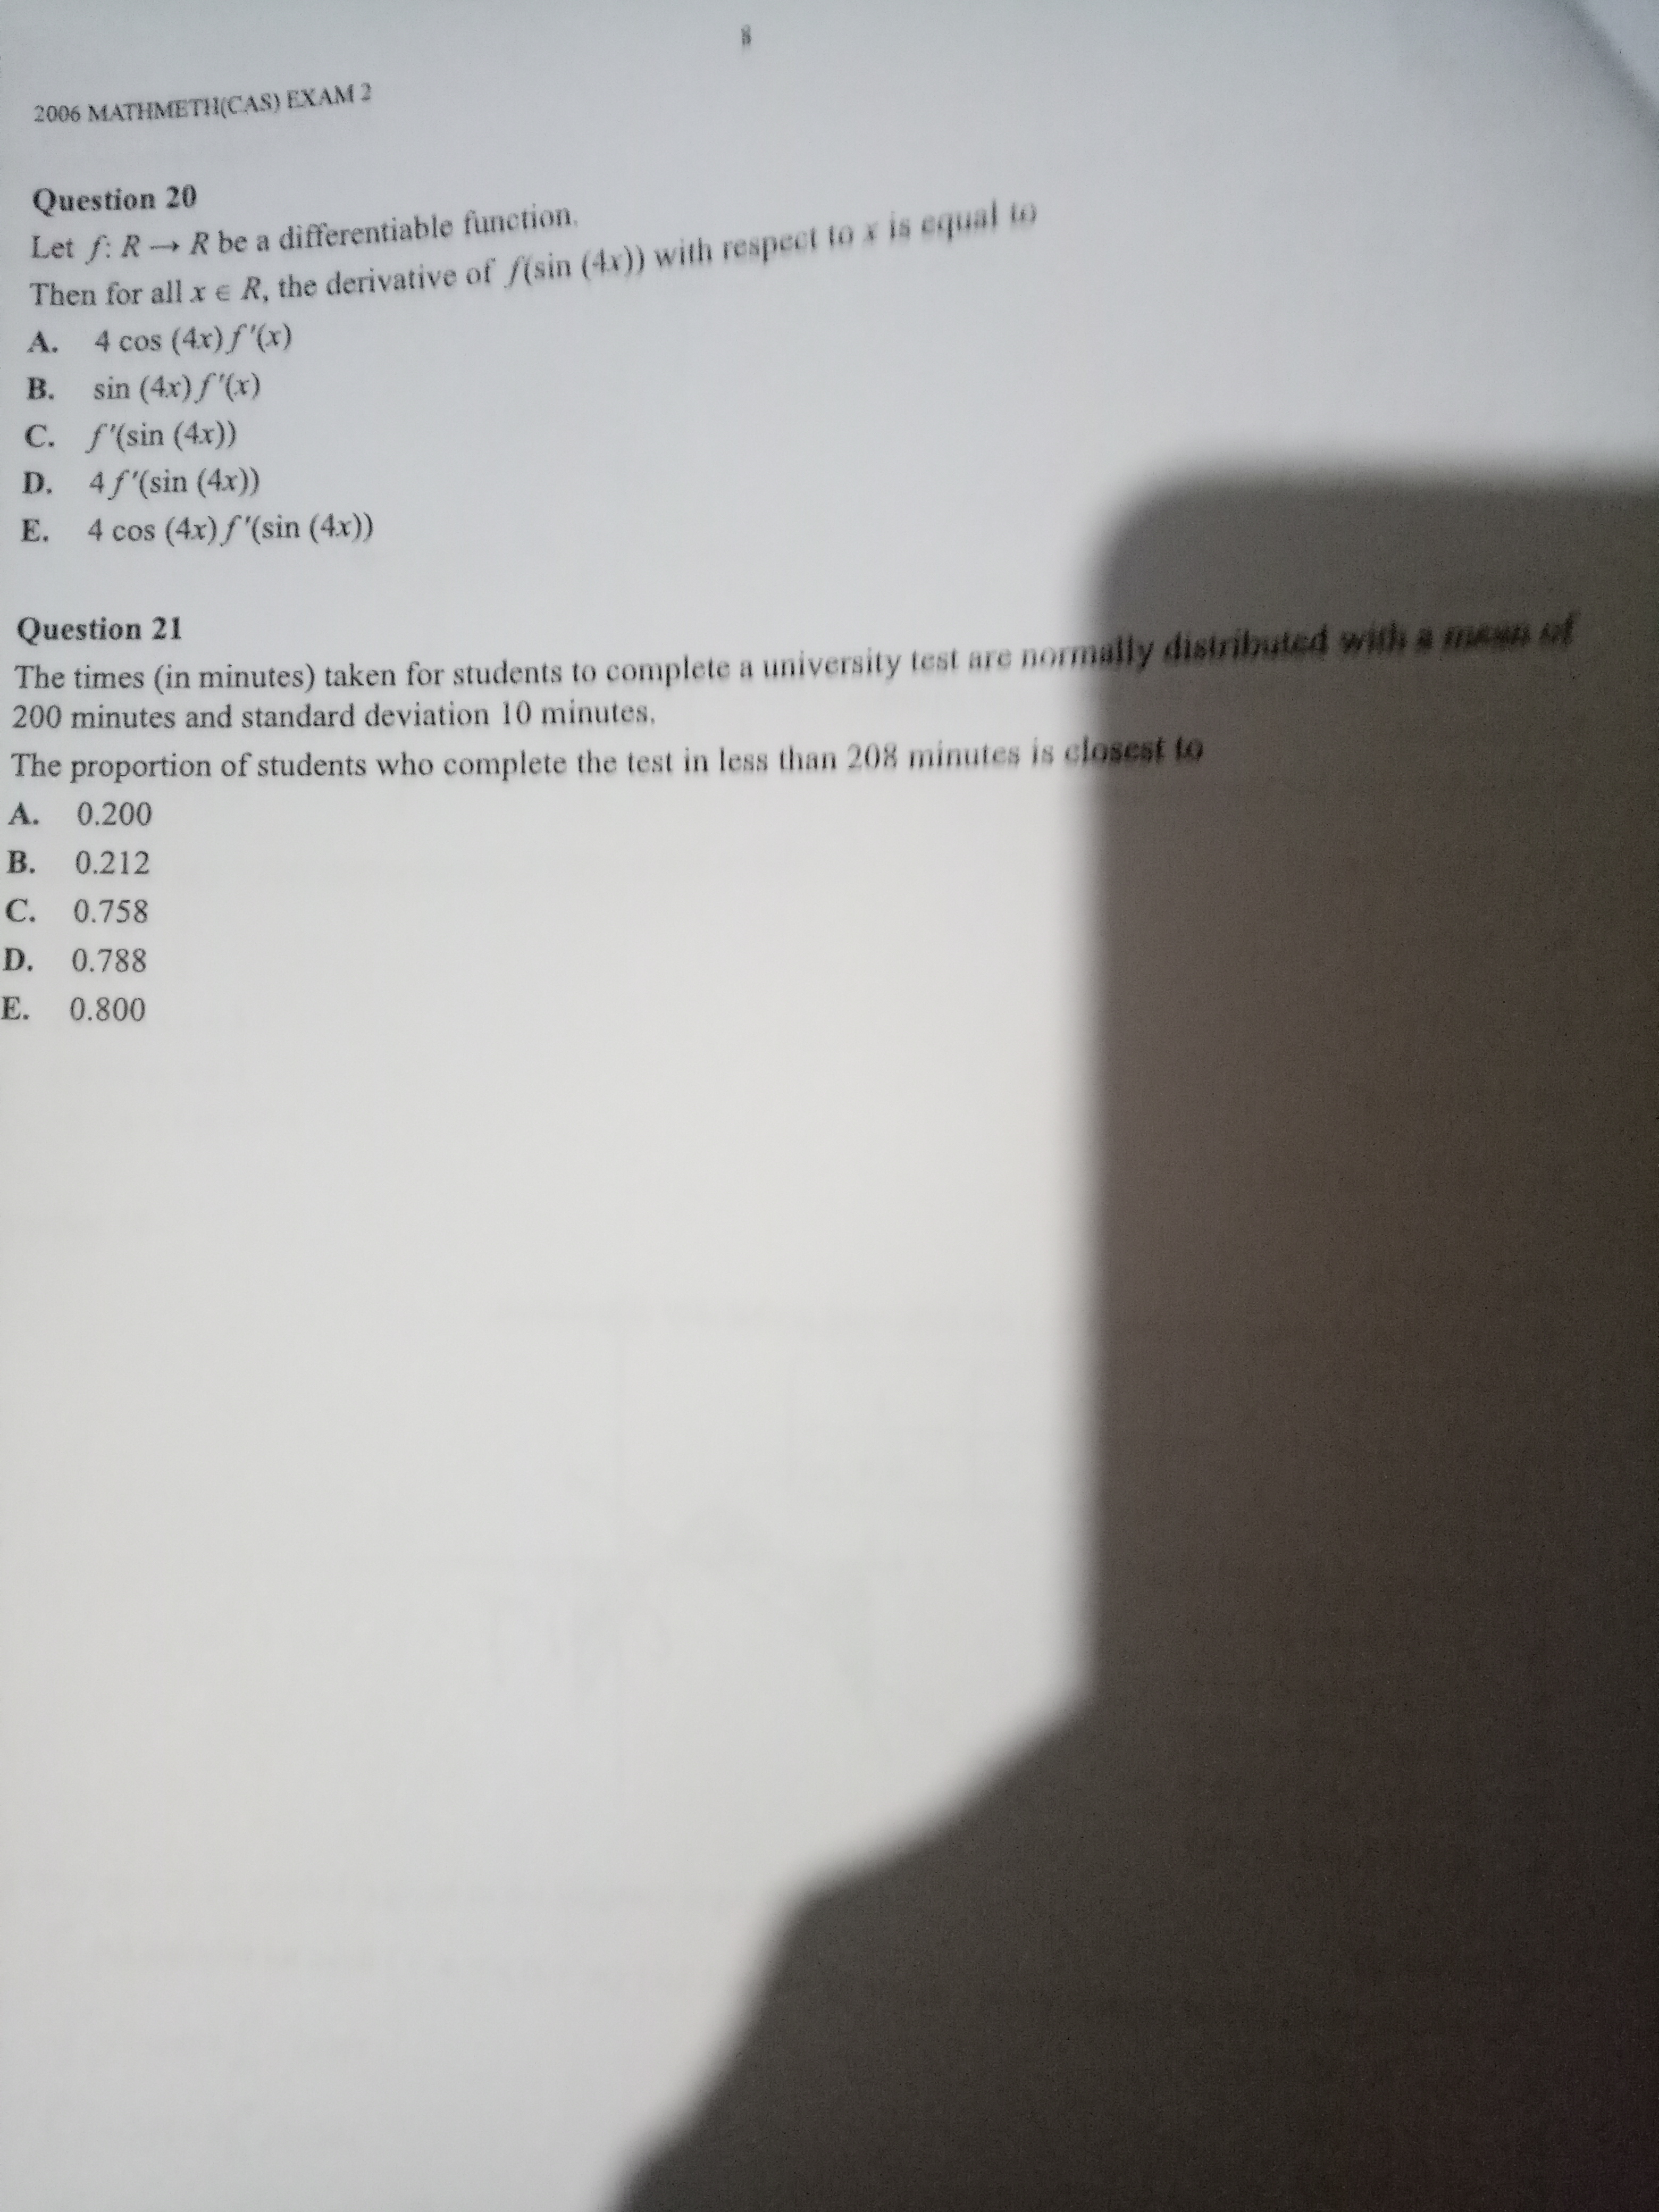 8
2006 MATHMETH(CAS) EXAM 2
Question 20
Let f: R → R be a differentiable function.
Then for all x ∈ R, the derivative of f(sin (4x)) with respect to x is equal to
A. 4 cos (4x) f ′(x)
B. sin (4x) f ′(x)
C. f ′(sin (4x))
D. 4 f ′(sin (4x))
E. 4 cos (4x) f ′(sin (4x))
Question 21
The times (in minutes) taken for students to complete a university test are normally distributed with a mean of
200 minutes and standard deviation 10 minutes.
The proportion of students who complete the test in less than 208 minutes is closest to
A. 0.200
B. 0.212
C. 0.758
D. 0.788
E. 0.800